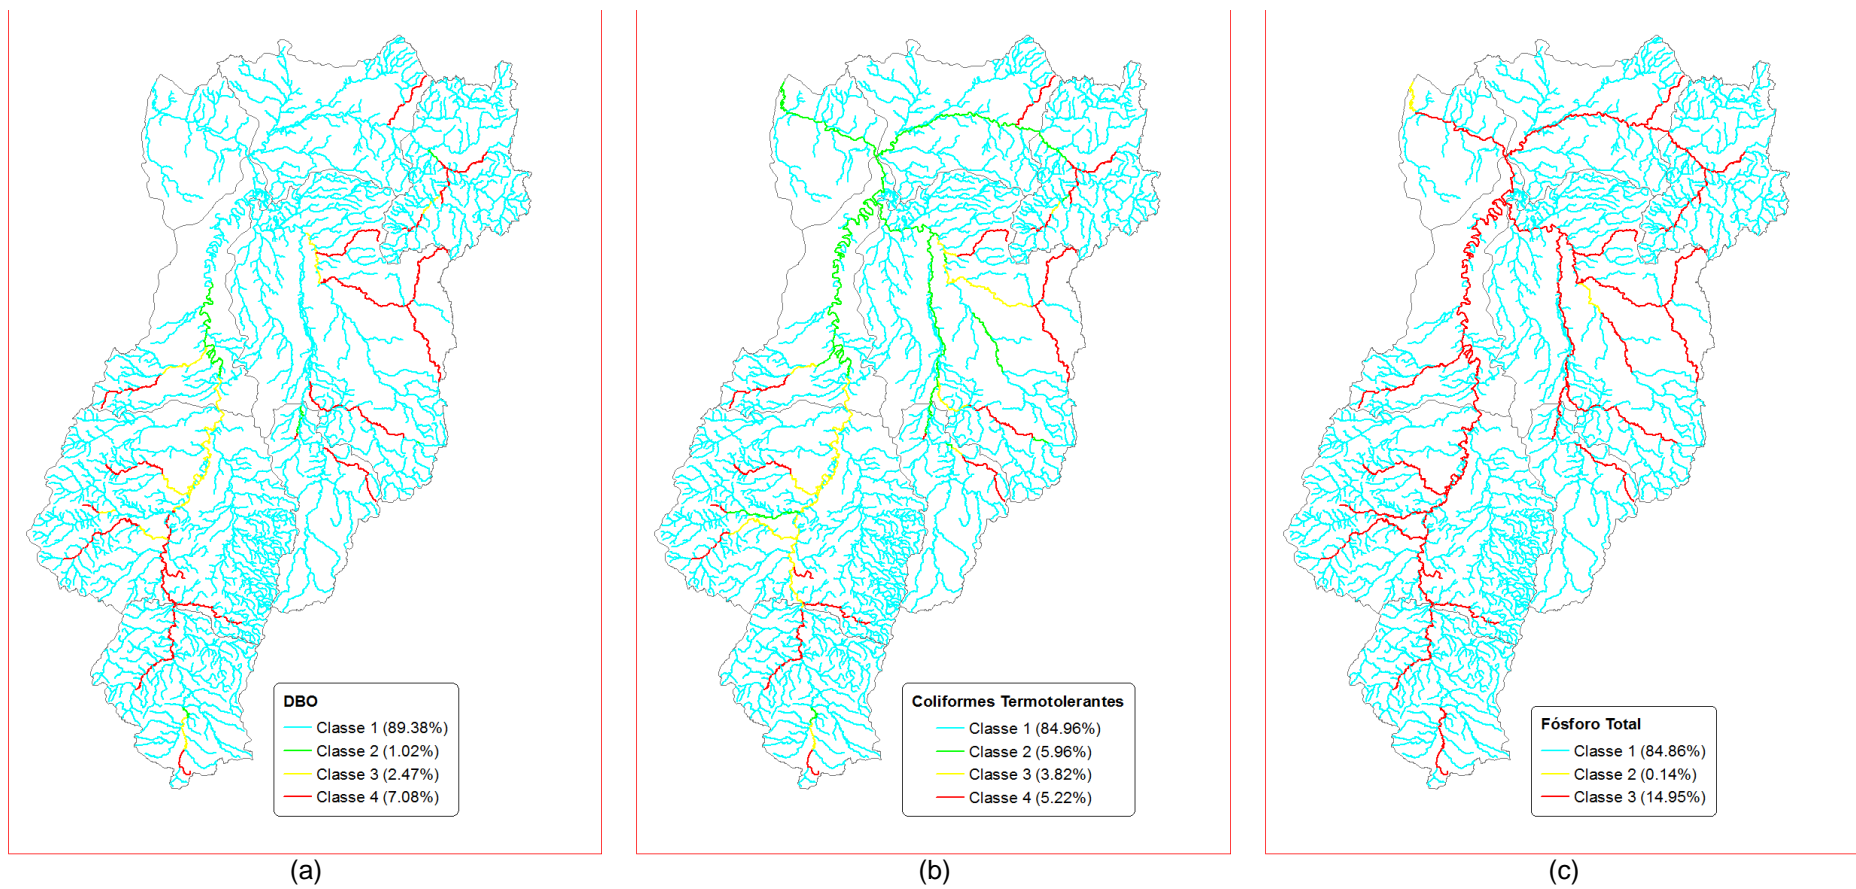 DBO
Classe 1 (89.38%)
Classe 2 (1.02%)
Classe 3 (2.47%)
Classe 4 (7.08%)
(a)
Coliformes Termotolerantes
Classe 1 (84.96%)
Classe 2 (5.96%)
Classe 3 (3.82%)
Classe 4 (5.22%)
(b)
Fósforo Total
Classe 1 (84.86%)
Classe 2 (0.14%)
Classe 3 (14.95%)
(c)